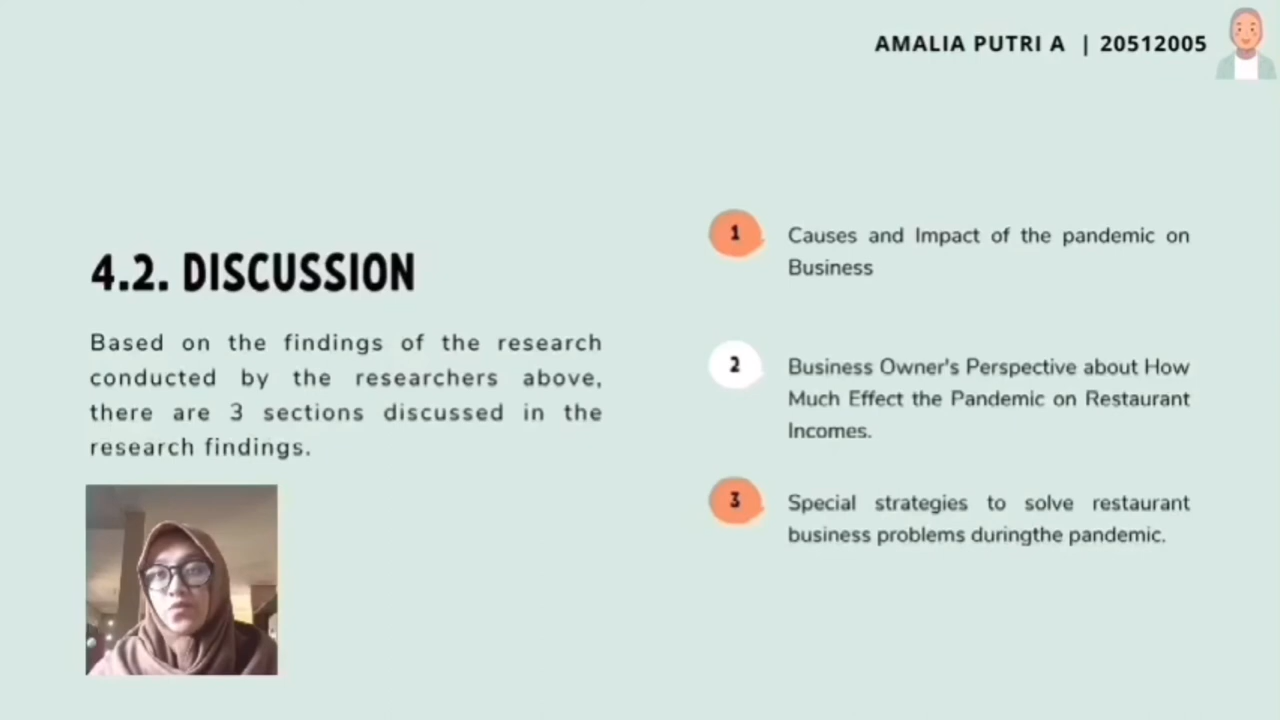 AMALIA PUTRI A | 20512005
4.2. DISCUSSION
Based on the findings of the research
conducted by the researchers above,
there are 3 sections discussed in the
research findings.
1
Causes and Impact of the pandemic on
Business
2
Business Owner's Perspective about How
Much Effect the Pandemic on Restaurant
Incomes.
3
Special strategies to solve restaurant
business problems duringthe pandemic.